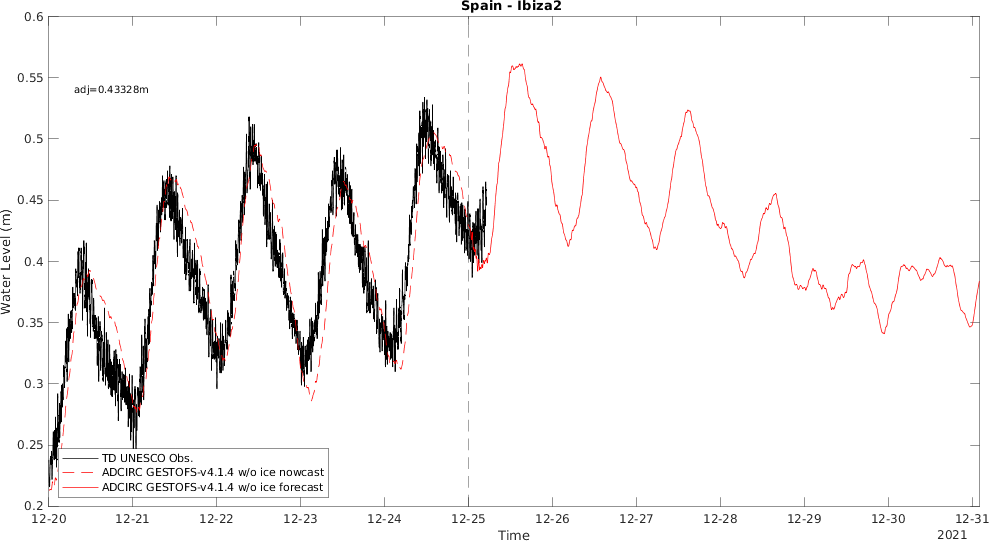 Spain - Ibiza2
0.6
0.55
0.5
0.45
0.4
0.35
0.3
0.25
0.2
Water Level (m)
adj=0.43328m
TD UNESCO Obs.
ADCIRC GESTOFS-v4.1.4 w/o ice nowcast
ADCIRC GESTOFS-v4.1.4 w/o ice forecast
12-20 12-21 12-22 12-23 12-24 12-25 12-26 12-27 12-28 12-29 12-30 12-31
Time
2021